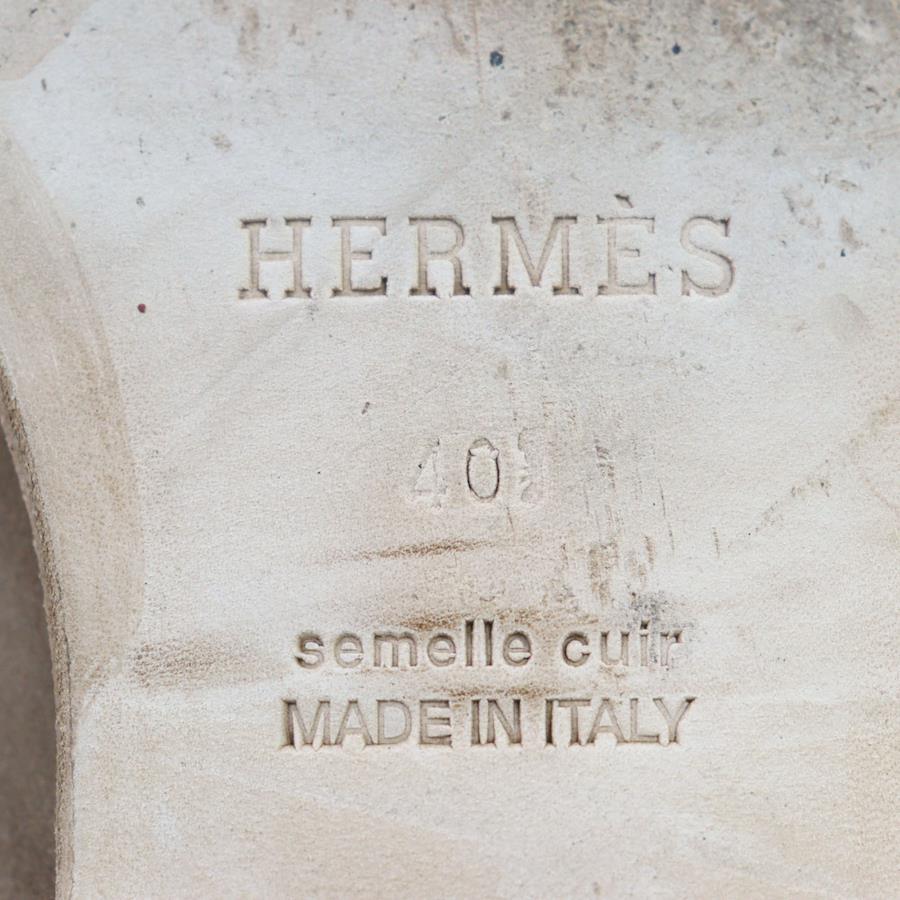 HERMÈS
40
semelle cuir
MADE IN ITALY